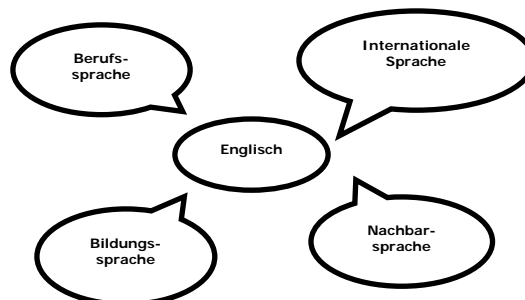 Berufs-
sprache
Internationale
Sprache
Englisch
Bildungs-
sprache
Nachbar-
sprache